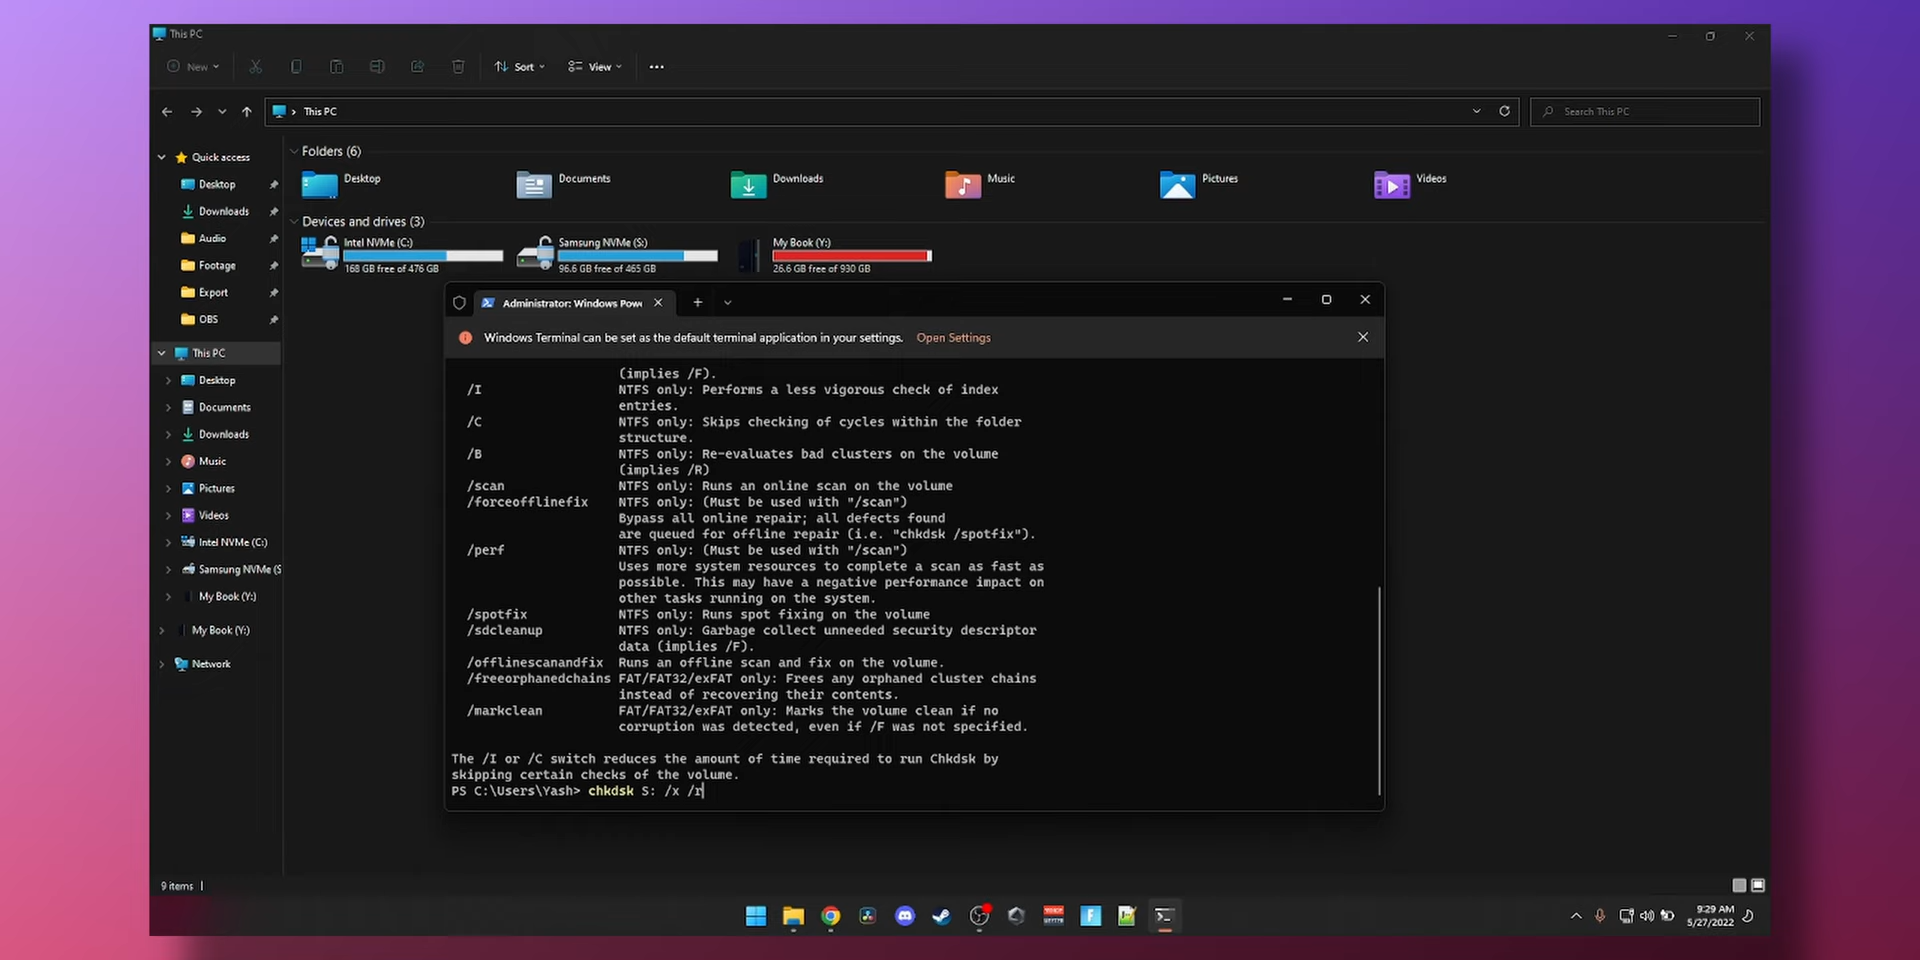 This PC
New
Sort
View
This PC
Search This PC
Quick access
Desktop
Downloads
Audio
Footage
Export
OBS
This PC
Desktop
Documents
Downloads
Music
Pictures
Videos
Intel NVMe (C:)
Samsung NVMe (S
My Book (Y:)
My Book (Y:)
Network
Folders (6)
Desktop
Documents
Downloads
Music
Pictures
Videos
Devices and drives (3)
Intel NVMe (C:)
168 GB free of 476 GB
Samsung NVMe (S:)
96.6 GB free of 465 GB
My Book (Y:)
26.6 GB free of 930 GB
Administrator: Windows Powe
Windows Terminal can be set as the default terminal application in your settings. Open Settings
(implies /F).
/I NTFS only: Performs a less vigorous check of index
entries.
/C NTFS only: Skips checking of cycles within the folder
structure.
/B NTFS only: Re-evaluates bad clusters on the volume
(implies /R)
/scan NTFS only: Runs an online scan on the volume
/forceofflinefix NTFS only: (Must be used with "/scan")
Bypass all online repair; all defects found
are queued for offline repair (i.e. "chkdsk /spotfix").
/perf NTFS only: (Must be used with "/scan")
Uses more system resources to complete a scan as fast as
possible. This may have a negative performance impact on
other tasks running on the system.
/spotfix NTFS only: Runs spot fixing on the volume
/sdcleanup NTFS only: Garbage collect unneeded security descriptor
data (implies /F).
/offlinescanandfix Runs an offline scan and fix on the volume.
/freeorphanedchains FAT/FAT32/exFAT only: Frees any orphaned cluster chains
instead of recovering their contents.
/markclean FAT/FAT32/exFAT only: Marks the volume clean if no
corruption was detected, even if /F was not specified.
The /I or /C switch reduces the amount of time required to run Chkdsk by
skipping certain checks of the volume.
PS C:\Users\Yash> chkdsk S: /x /r
9 items
9:29 AM
5/27/2022